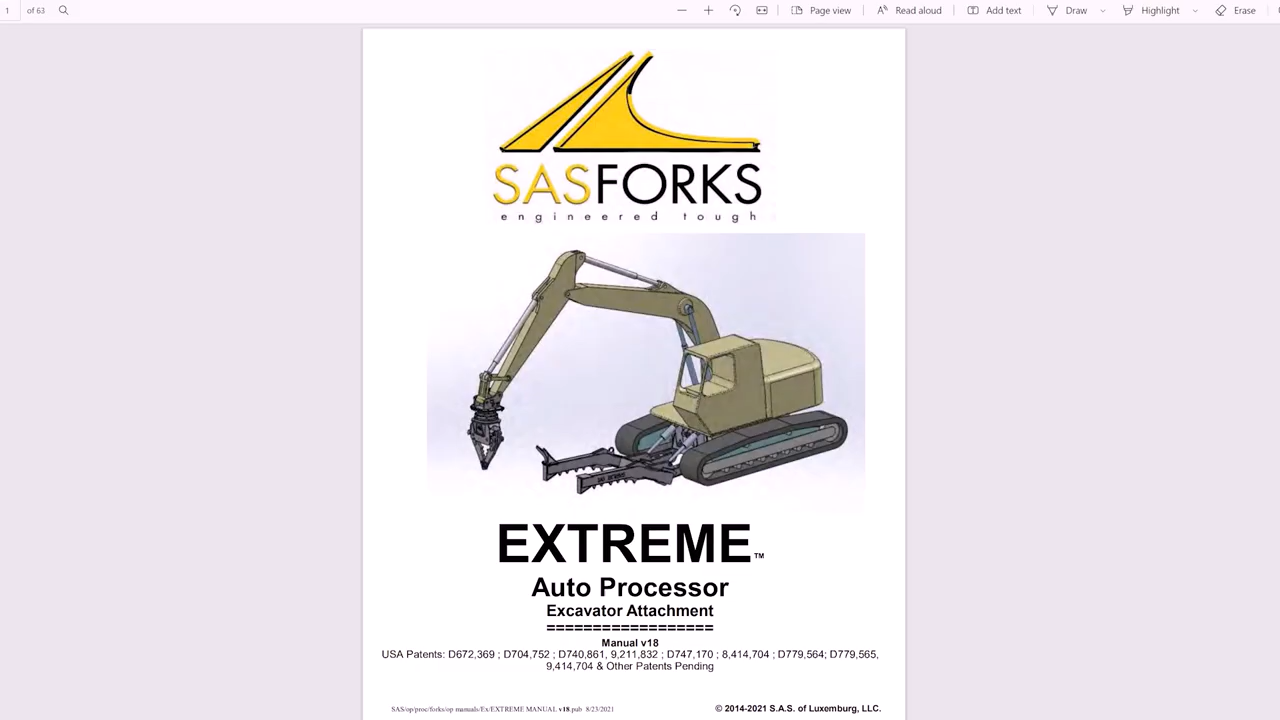 1 of 63 Page view Read aloud Add text Draw Highlight Erase
SASFORKS
engineered tough
EXTREME™
Auto Processor
Excavator Attachment
=================
Manual v18
USA Patents: D672,369 ; D704,752 ; D740,861, 9,211,832 ; D747,170 ; 8,414,704 ; D779,564; D779,565,
9,414,704 & Other Patents Pending
SAS/op/proc/forks/op manuals/Ex/EXTREME MANUAL v18.pub 8/23/2021 © 2014-2021 S.A.S. of Luxemburg, LLC.